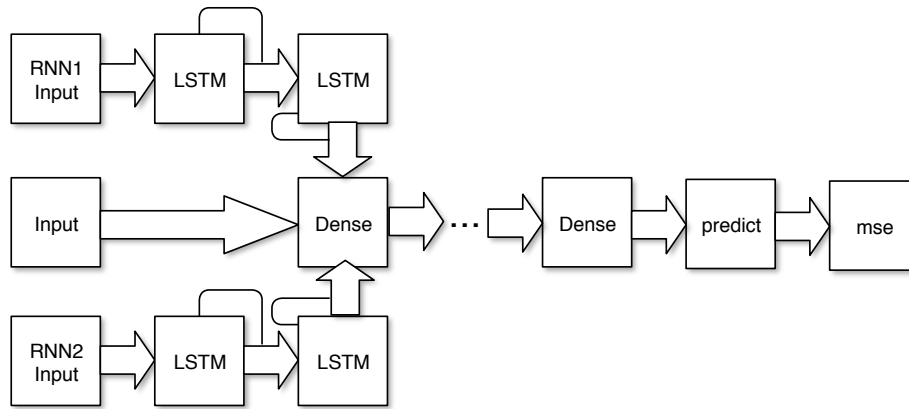 RNN1
Input
LSTM
LSTM
Input
Dense
...
Dense
predict
mse
RNN2
Input
LSTM
LSTM